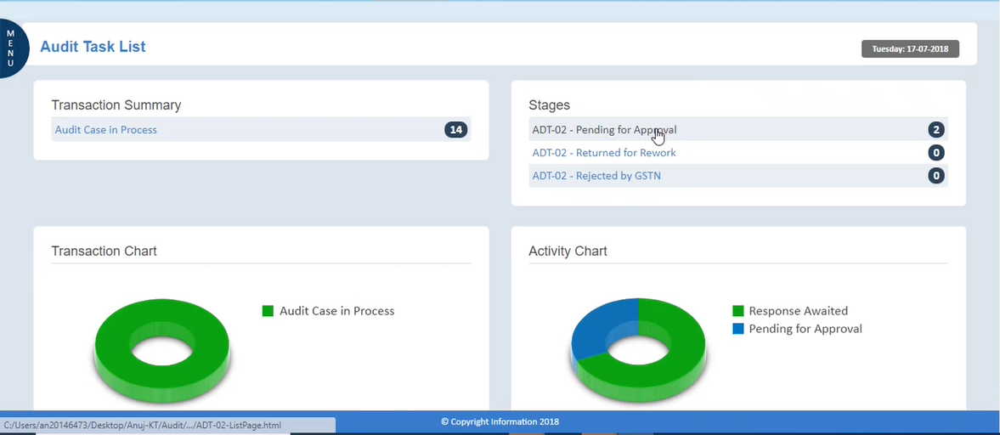 MENU
Audit Task List
Tuesday: 17-07-2018
Transaction Summary
Audit Case in Process 14
Stages
ADT-02 - Pending for Approval 2
ADT-02 - Returned for Rework 0
ADT-02 - Rejected by GSTN 0
Transaction Chart
Audit Case in Process
Activity Chart
Response Awaited
Pending for Approval
© Copyright Information 2018
C:/Users/an20146473/Desktop/Anuj-KT/Audit/.../ADT-02-ListPage.html